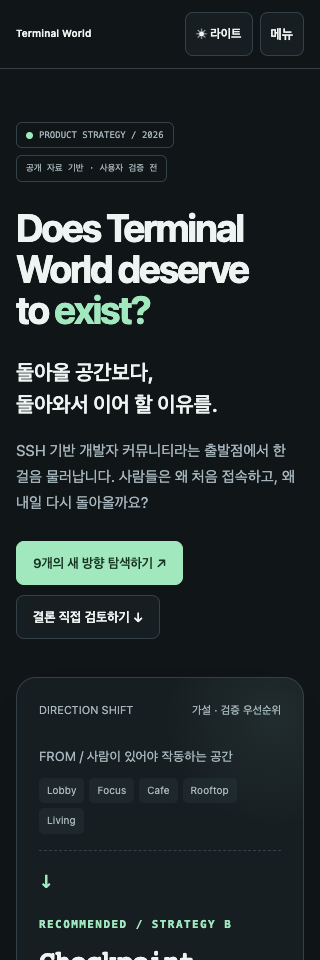 Terminal World
☀ 라이트
메뉴
PRODUCT STRATEGY / 2026
공개 자료 기반 · 사용자 검증 전
Does Terminal
World deserve
to exist?
돌아올 공간보다,
돌아와서 이어 할 이유를.
SSH 기반 개발자 커뮤니티라는 출발점에서 한
걸음 물러납니다. 사람들은 왜 처음 접속하고, 왜
내일 다시 돌아올까요?
9개의 새 방향 탐색하기 ↗
결론 직접 검토하기 ↓
DIRECTION SHIFT
가설 · 검증 우선순위
FROM / 사람이 있어야 작동하는 공간
Lobby
Focus
Cafe
Rooftop
Living
↓
RECOMMENDED / STRATEGY B
Checkpoint